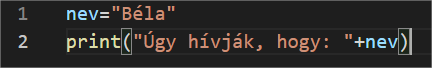 1 nev="Béla"
2 print("Úgy hívják, hogy: "+nev)